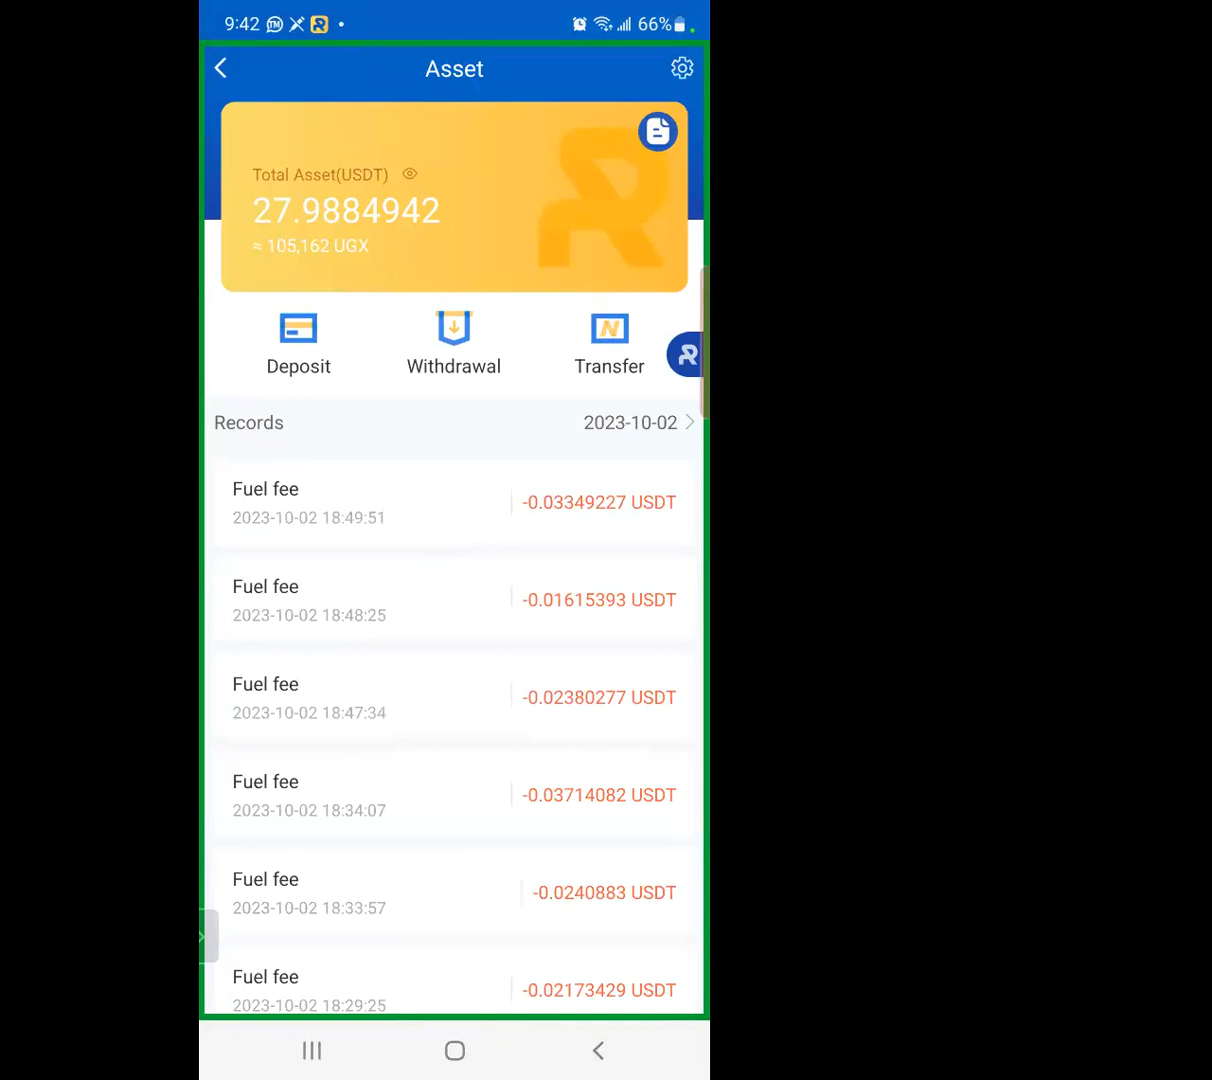 9:42
66%
Asset
Total Asset(USDT)
27.9884942
≈ 105,162 UGX
Deposit
Withdrawal
Transfer
Records
2023-10-02
Fuel fee
-0.03349227 USDT
2023-10-02 18:49:51
Fuel fee
-0.01615393 USDT
2023-10-02 18:48:25
Fuel fee
-0.02380277 USDT
2023-10-02 18:47:34
Fuel fee
-0.03714082 USDT
2023-10-02 18:34:07
Fuel fee
-0.0240883 USDT
2023-10-02 18:33:57
Fuel fee
-0.02173429 USDT
2023-10-02 18:29:25